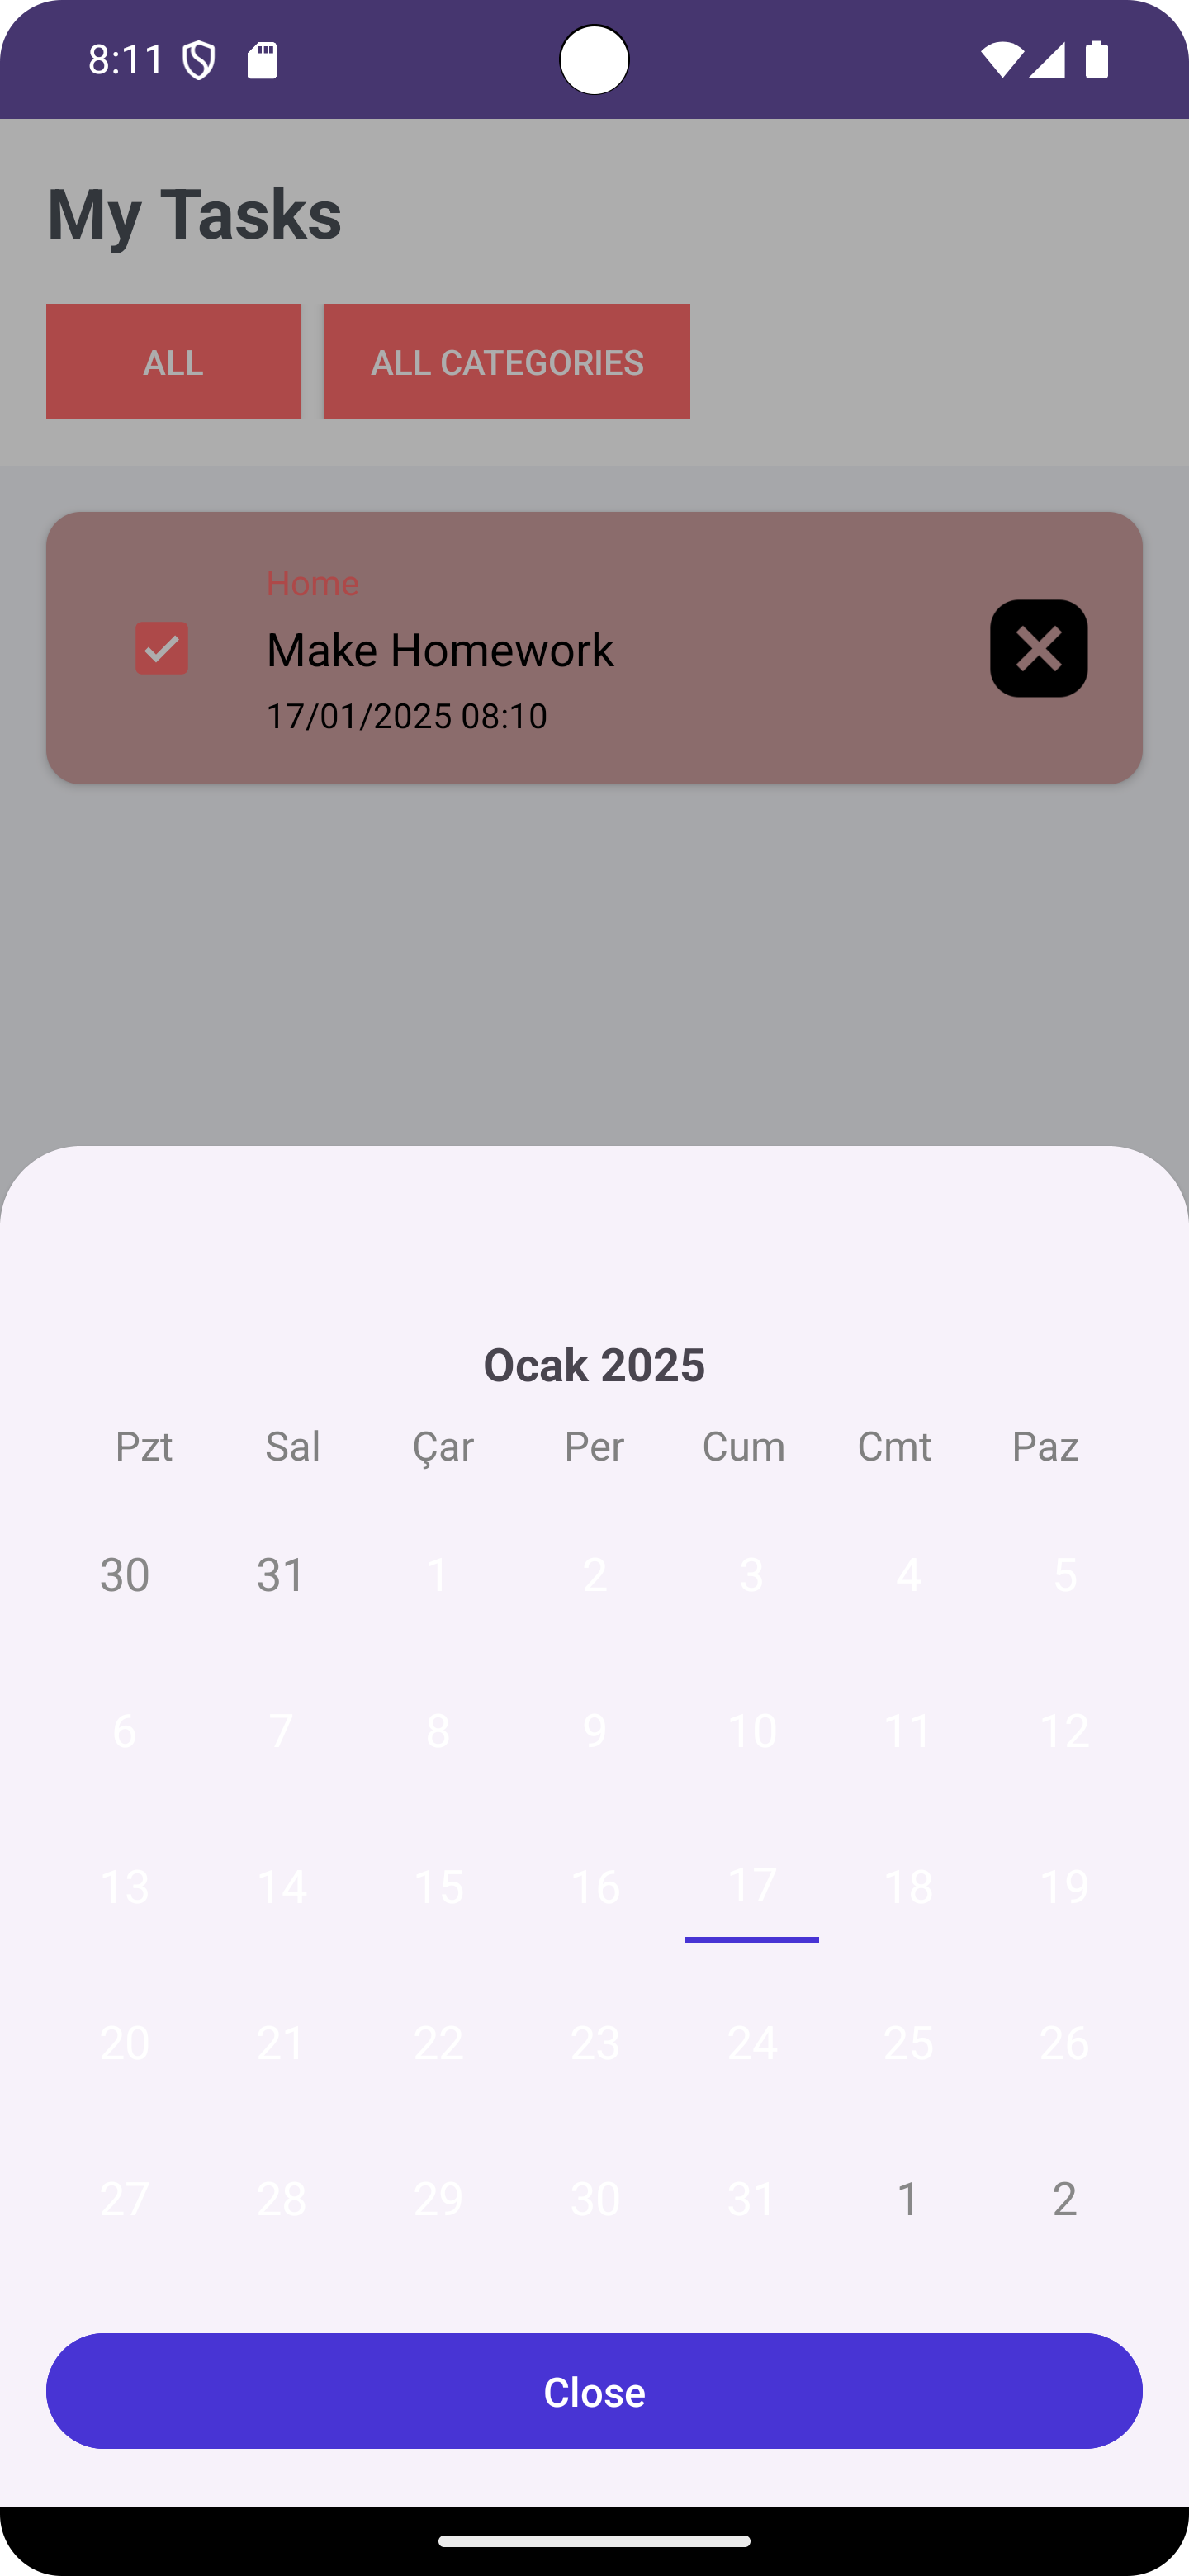 8:11
My Tasks
ALL ALL CATEGORIES
Home
Make Homework
17/01/2025 08:10
Ocak 2025
Pzt Sal Çar Per Cum Cmt Paz
30 31 1 2 3 4 5
6 7 8 9 10 11 12
13 14 15 16 17 18 19
20 21 22 23 24 25 26
27 28 29 30 31 1 2
Close